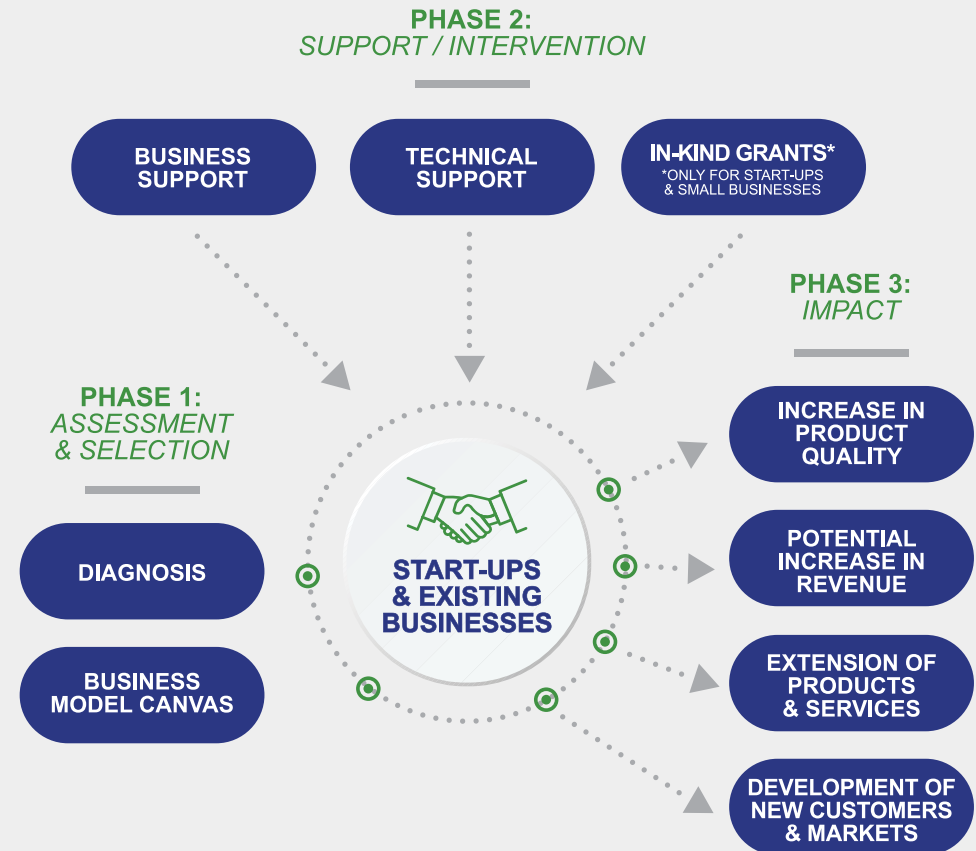 PHASE 2:
SUPPORT / INTERVENTION
BUSINESS
SUPPORT
TECHNICAL
SUPPORT
IN-KIND GRANTS*
*ONLY FOR START-UPS
& SMALL BUSINESSES
PHASE 1:
ASSESSMENT
& SELECTION
DIAGNOSIS
BUSINESS
MODEL CANVAS
START-UPS
& EXISTING
BUSINESSES
PHASE 3:
IMPACT
INCREASE IN
PRODUCT
QUALITY
POTENTIAL
INCREASE IN
REVENUE
EXTENSION OF
PRODUCTS
& SERVICES
DEVELOPMENT OF
NEW CUSTOMERS
& MARKETS